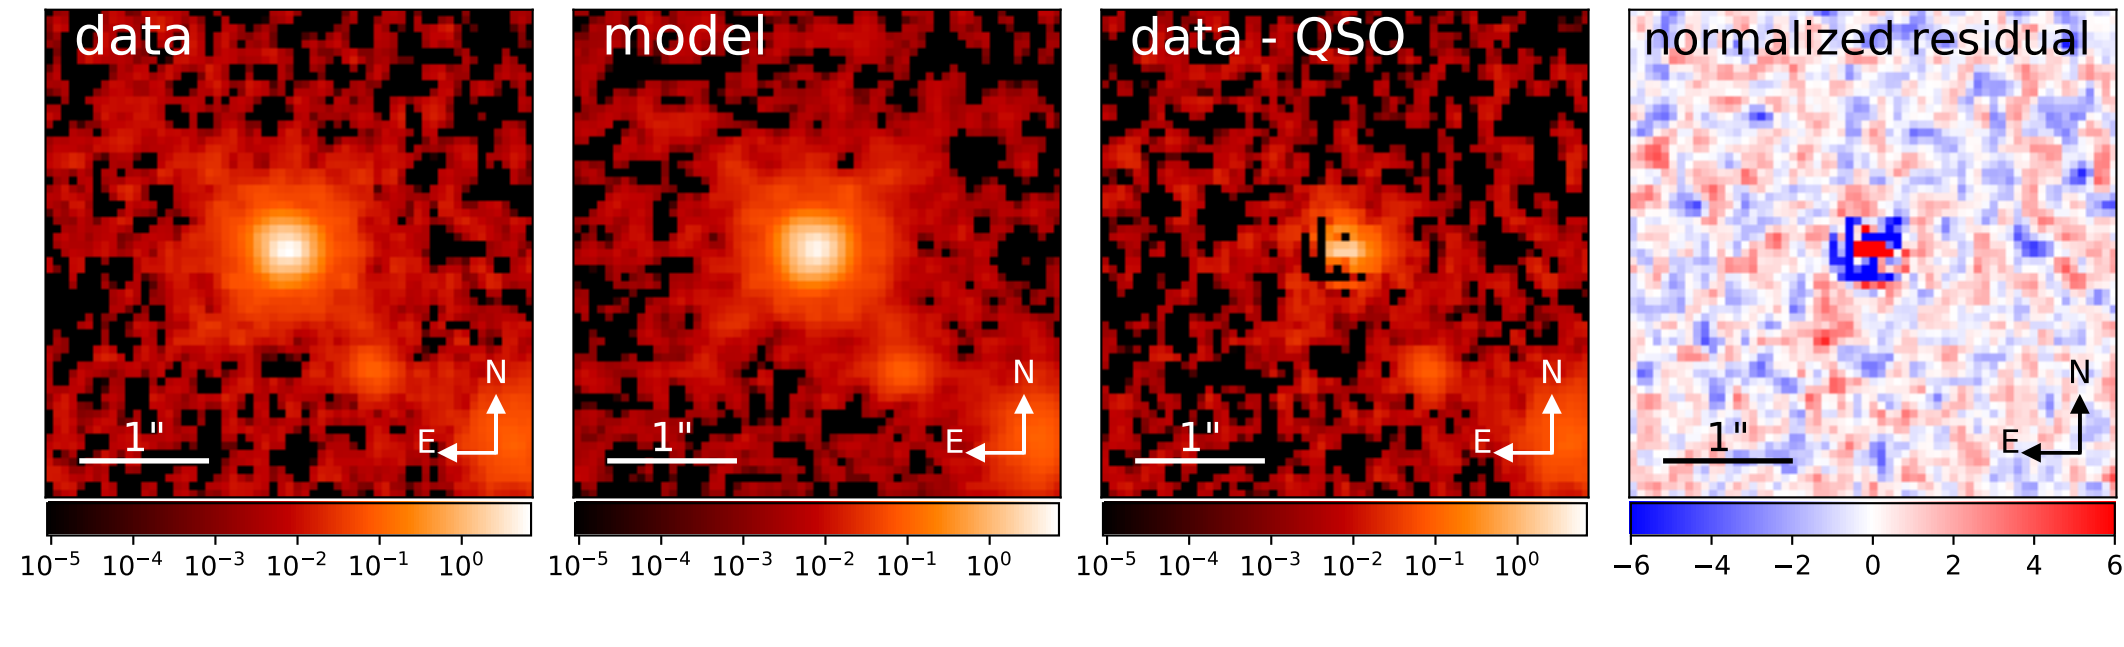 data
model
data - QSO
normalized residual
N
N
N
N
E
E
E
E
1"
1"
1"
1"
10⁻⁵ 10⁻⁴ 10⁻³ 10⁻² 10⁻¹ 10⁰
10⁻⁵ 10⁻⁴ 10⁻³ 10⁻² 10⁻¹ 10⁰
10⁻⁵ 10⁻⁴ 10⁻³ 10⁻² 10⁻¹ 10⁰
−6 −4 −2 0 2 4 6